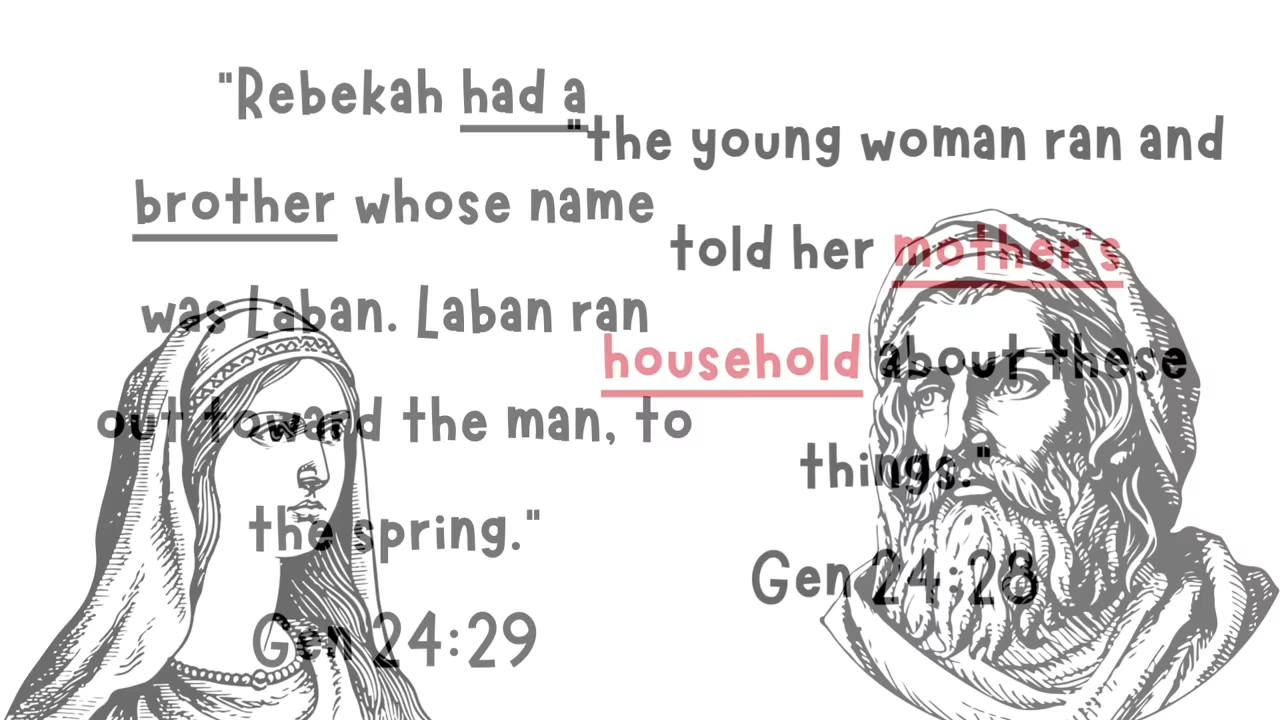 "Rebekah had a
brother whose name
was Laban. Laban ran
out toward the man, to
the spring."
Gen 24:29
"the young woman ran and
told her mother's
household about these
things."
Gen 24:28